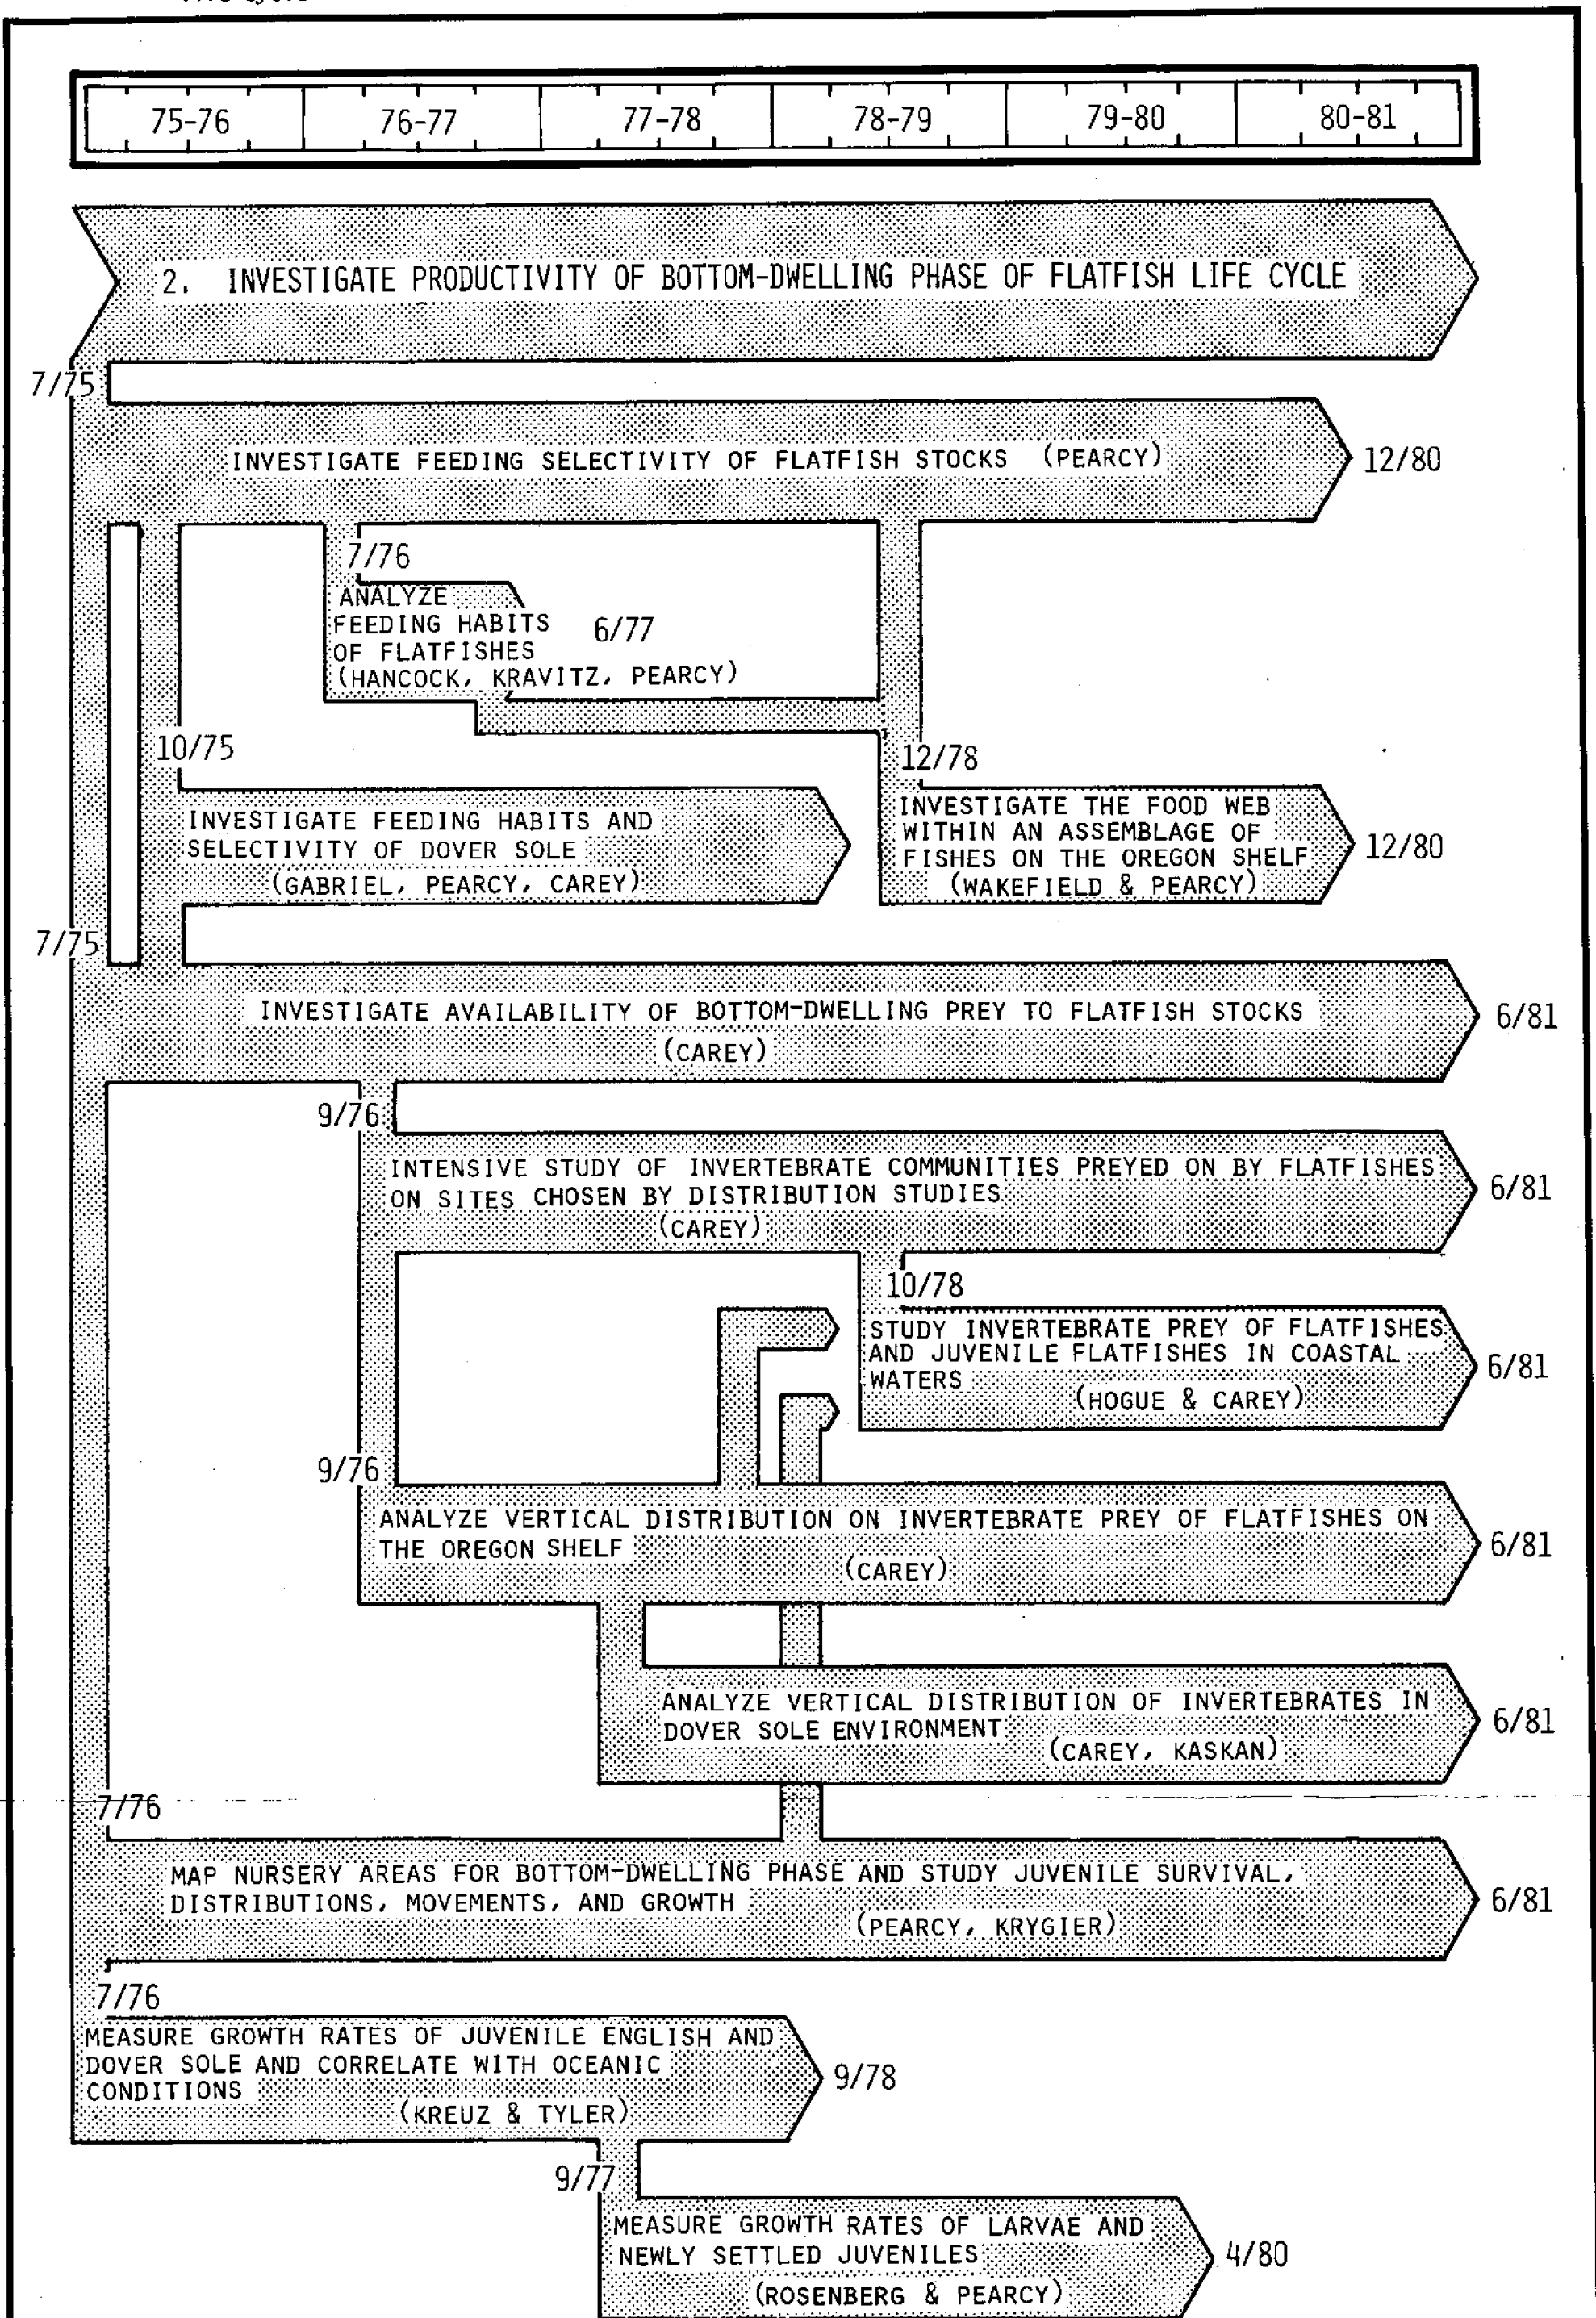 75-76 76-77 77-78 78-79 79-80 80-81
2. INVESTIGATE PRODUCTIVITY OF BOTTOM-DWELLING PHASE OF FLATFISH LIFE CYCLE
7/75
INVESTIGATE FEEDING SELECTIVITY OF FLATFISH STOCKS (PEARCY)
12/80
7/76
ANALYZE
FEEDING HABITS
OF FLATFISHES
(HANCOCK, KRAVITZ, PEARCY)
6/77
10/75
INVESTIGATE FEEDING HABITS AND
SELECTIVITY OF DOVER SOLE
(GABRIEL, PEARCY, CAREY)
12/78
INVESTIGATE THE FOOD WEB
WITHIN AN ASSEMBLAGE OF
FISHES ON THE OREGON SHELF
(WAKEFIELD & PEARCY)
12/80
7/75
INVESTIGATE AVAILABILITY OF BOTTOM-DWELLING PREY TO FLATFISH STOCKS
(CAREY)
6/81
9/76
INTENSIVE STUDY OF INVERTEBRATE COMMUNITIES PREYED ON BY FLATFISHES
ON SITES CHOSEN BY DISTRIBUTION STUDIES
(CAREY)
6/81
10/78
STUDY INVERTEBRATE PREY OF FLATFISHES
AND JUVENILE FLATFISHES IN COASTAL
WATERS
(HOGUE & CAREY)
6/81
9/76
ANALYZE VERTICAL DISTRIBUTION ON INVERTEBRATE PREY OF FLATFISHES ON
THE OREGON SHELF
(CAREY)
6/81
ANALYZE VERTICAL DISTRIBUTION OF INVERTEBRATES IN
DOVER SOLE ENVIRONMENT
(CAREY, KASKAN)
6/81
7/76
MAP NURSERY AREAS FOR BOTTOM-DWELLING PHASE AND STUDY JUVENILE SURVIVAL,
DISTRIBUTIONS, MOVEMENTS, AND GROWTH
(PEARCY, KRYGIER)
6/81
7/76
MEASURE GROWTH RATES OF JUVENILE ENGLISH AND
DOVER SOLE AND CORRELATE WITH OCEANIC
CONDITIONS
(KREUZ & TYLER)
9/78
9/77
MEASURE GROWTH RATES OF LARVAE AND
NEWLY SETTLED JUVENILES
(ROSENBERG & PEARCY)
4/80